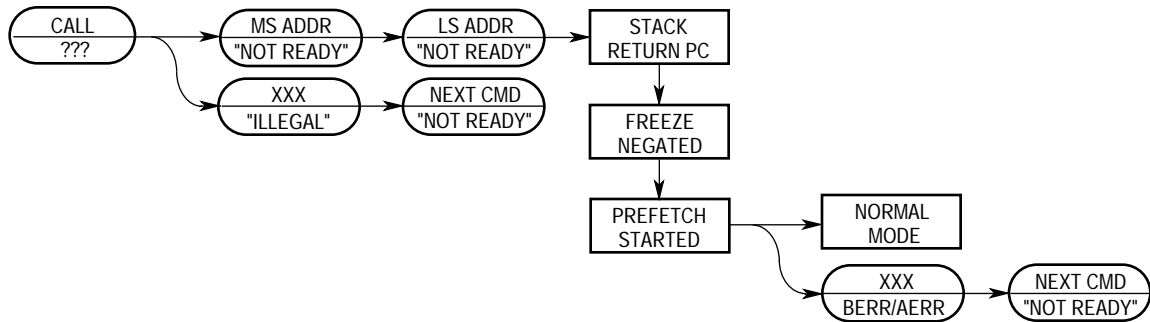 CALL
???
MS ADDR
"NOT READY"
LS ADDR
"NOT READY"
STACK
RETURN PC
XXX
"ILLEGAL"
NEXT CMD
"NOT READY"
FREEZE
NEGATED
PREFETCH
STARTED
NORMAL
MODE
XXX
BERR/AERR
NEXT CMD
"NOT READY"